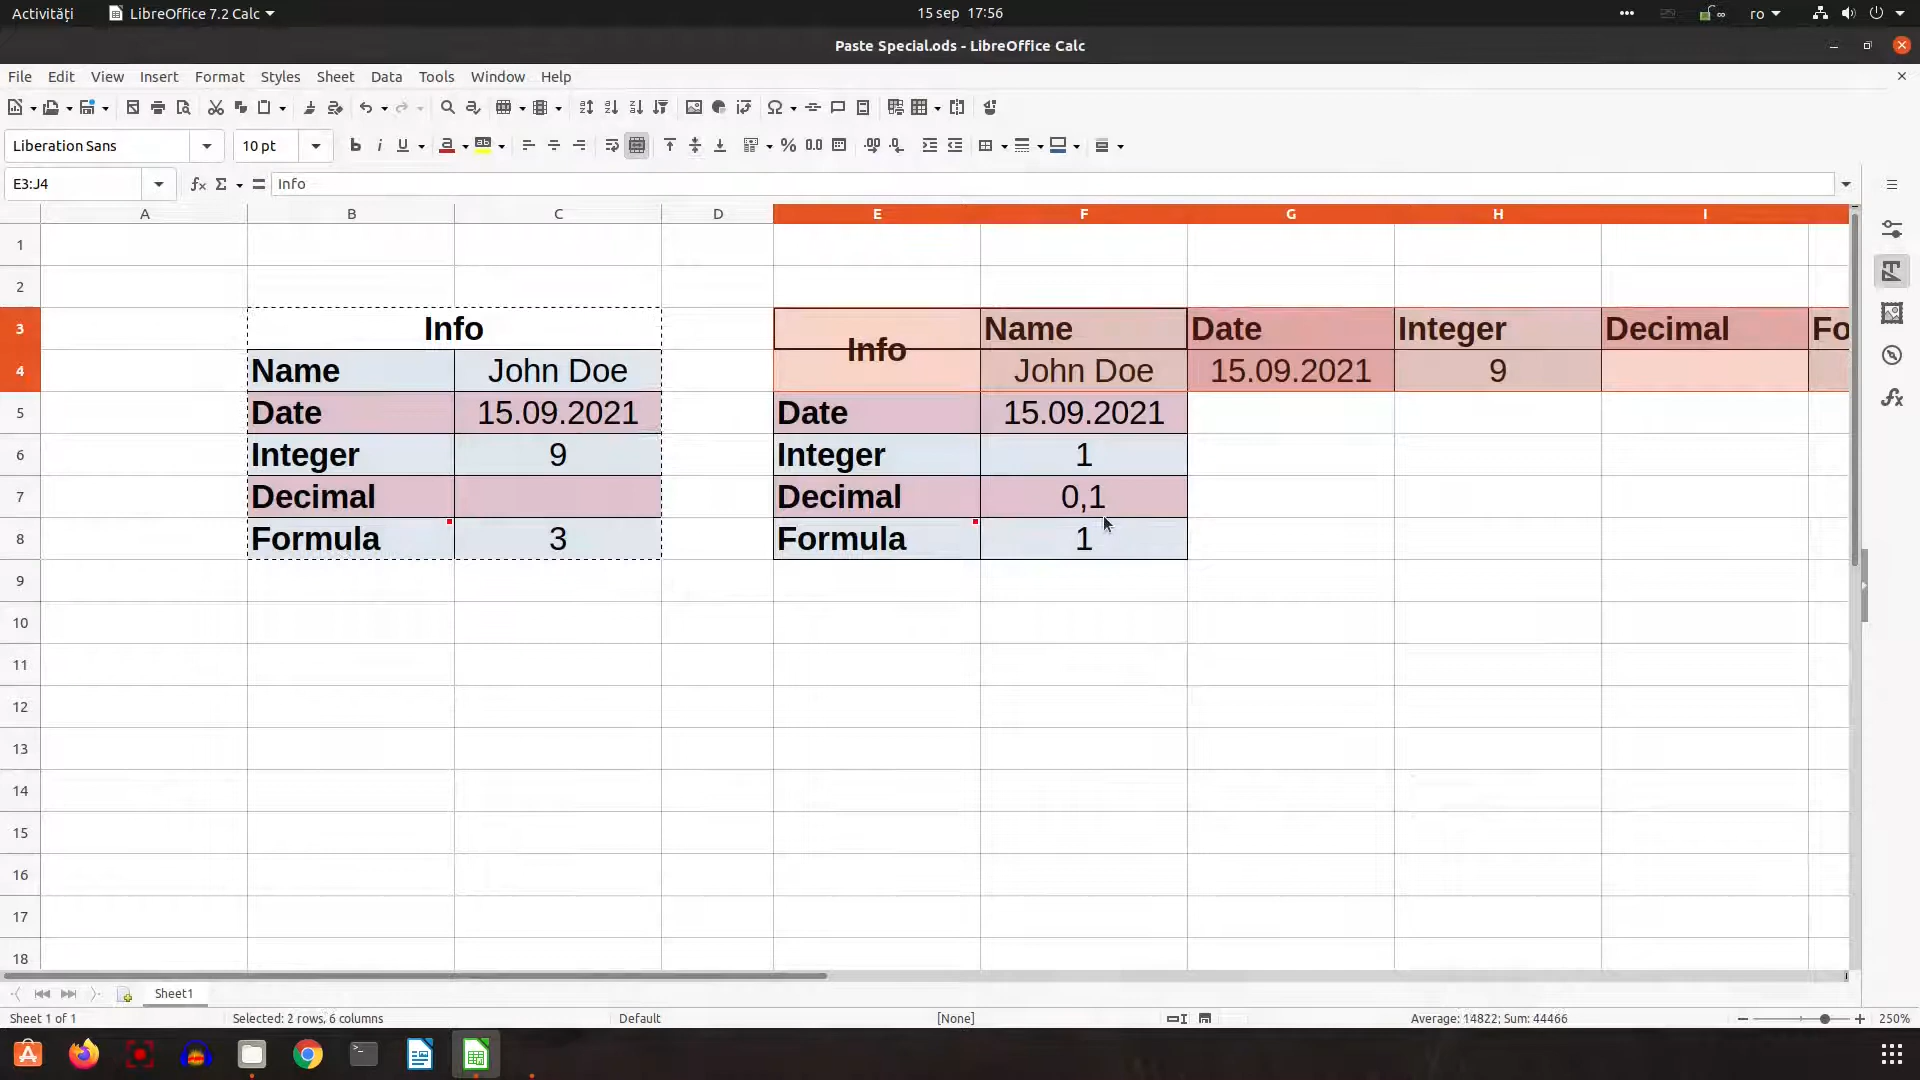 Activități LibreOffice 7.2 Calc 15 sep 17:56 ro
Paste Special.ods - LibreOffice Calc
File Edit View Insert Format Styles Sheet Data Tools Window Help
Liberation Sans 10 pt
E3:J4 Info
A B C D E F G H I
1
2
3 Info Info Name Date Integer Decimal Fo
4 Name John Doe John Doe 15.09.2021 9
5 Date 15.09.2021 Date 15.09.2021
6 Integer 9 Integer 1
7 Decimal Decimal 0,1
8 Formula 3 Formula 1
9
10
11
12
13
14
15
16
17
18
Sheet1
Sheet 1 of 1 Selected: 2 rows, 6 columns Default [None] Average: 14822; Sum: 44466 250%